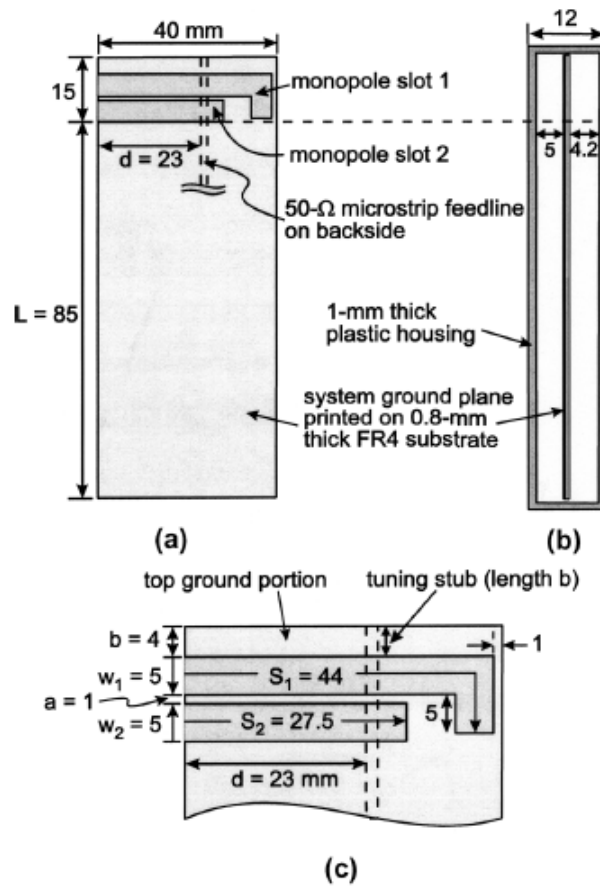 40 mm
12
15
monopole slot 1
d = 23
monopole slot 2
5
4.2
50-Ω microstrip feedline
on backside
L = 85
1-mm thick
plastic housing
system ground plane
printed on 0.8-mm
thick FR4 substrate
(a)
(b)
top ground portion
tuning stub (length b)
b = 4
1
w1 = 5
S1 = 44
a = 1
5
w2 = 5
S2 = 27.5
d = 23 mm
(c)